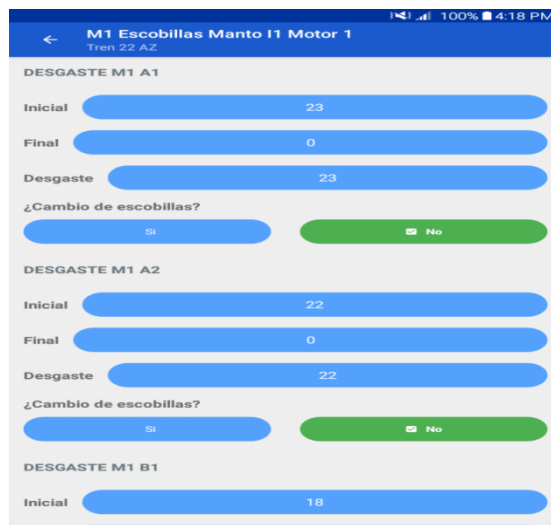 100% 4:18 PM
M1 Escobillas Manto I1 Motor 1
Tren 22 AZ
DESGASTE M1 A1
Inicial 23
Final 0
Desgaste 23
¿Cambio de escobillas?
Si No
DESGASTE M1 A2
Inicial 22
Final 0
Desgaste 22
¿Cambio de escobillas?
Si No
DESGASTE M1 B1
Inicial 18